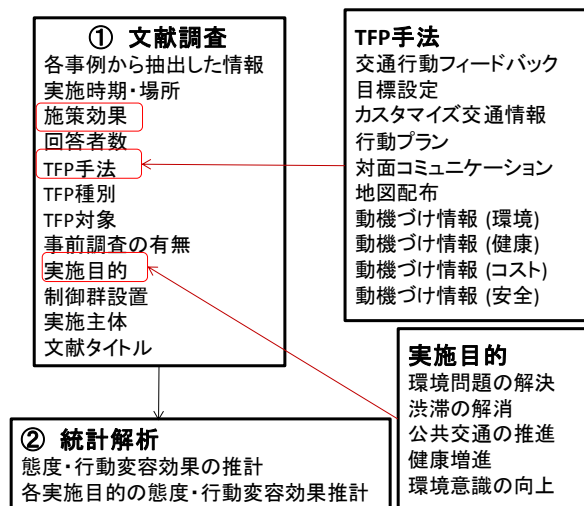 ① 文献調査
各事例から抽出した情報
実施時期・場所
施策効果
回答者数
TFP手法
TFP種別
TFP対象
事前調査の有無
実施目的
制御群設置
実施主体
文献タイトル
TFP手法
交通行動フィードバック
目標設定
カスタマイズ交通情報
行動プラン
対面コミュニケーション
地図配布
動機づけ情報 (環境)
動機づけ情報 (健康)
動機づけ情報 (コスト)
動機づけ情報 (安全)
実施目的
環境問題の解決
渋滞の解消
公共交通の推進
健康増進
環境意識の向上
② 統計解析
態度・行動変容効果の推計
各実施目的の態度・行動変容効果推計